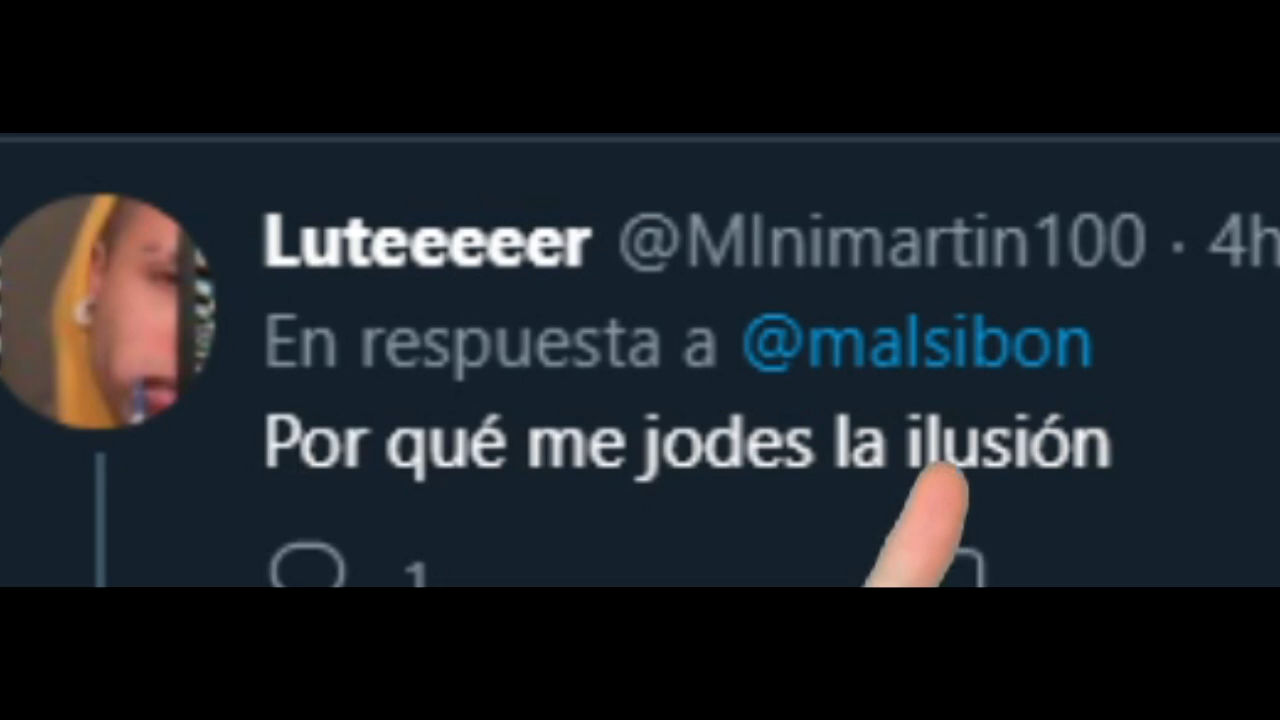 Luteeeeer @MInimartin100 · 4h
En respuesta a @malsibon
Por qué me jodes la ilusión
1